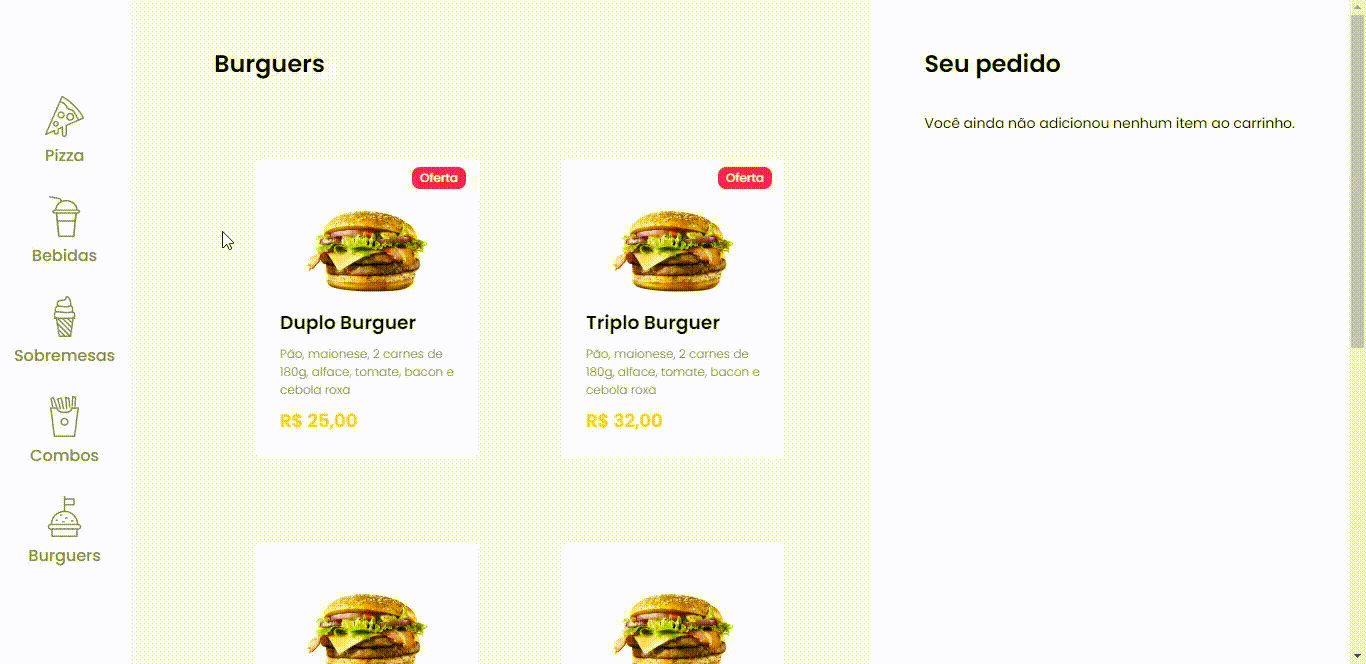 Pizza
Bebidas
Sobremesas
Combos
Burguers
Burguers
Oferta
Duplo Burguer
Pão, maionese, 2 carnes de
180g, alface, tomate, bacon e
cebola roxa
R$ 25,00
Oferta
Triplo Burguer
Pão, maionese, 2 carnes de
180g, alface, tomate, bacon e
cebola roxa
R$ 32,00
Seu pedido
Você ainda não adicionou nenhum item ao carrinho.